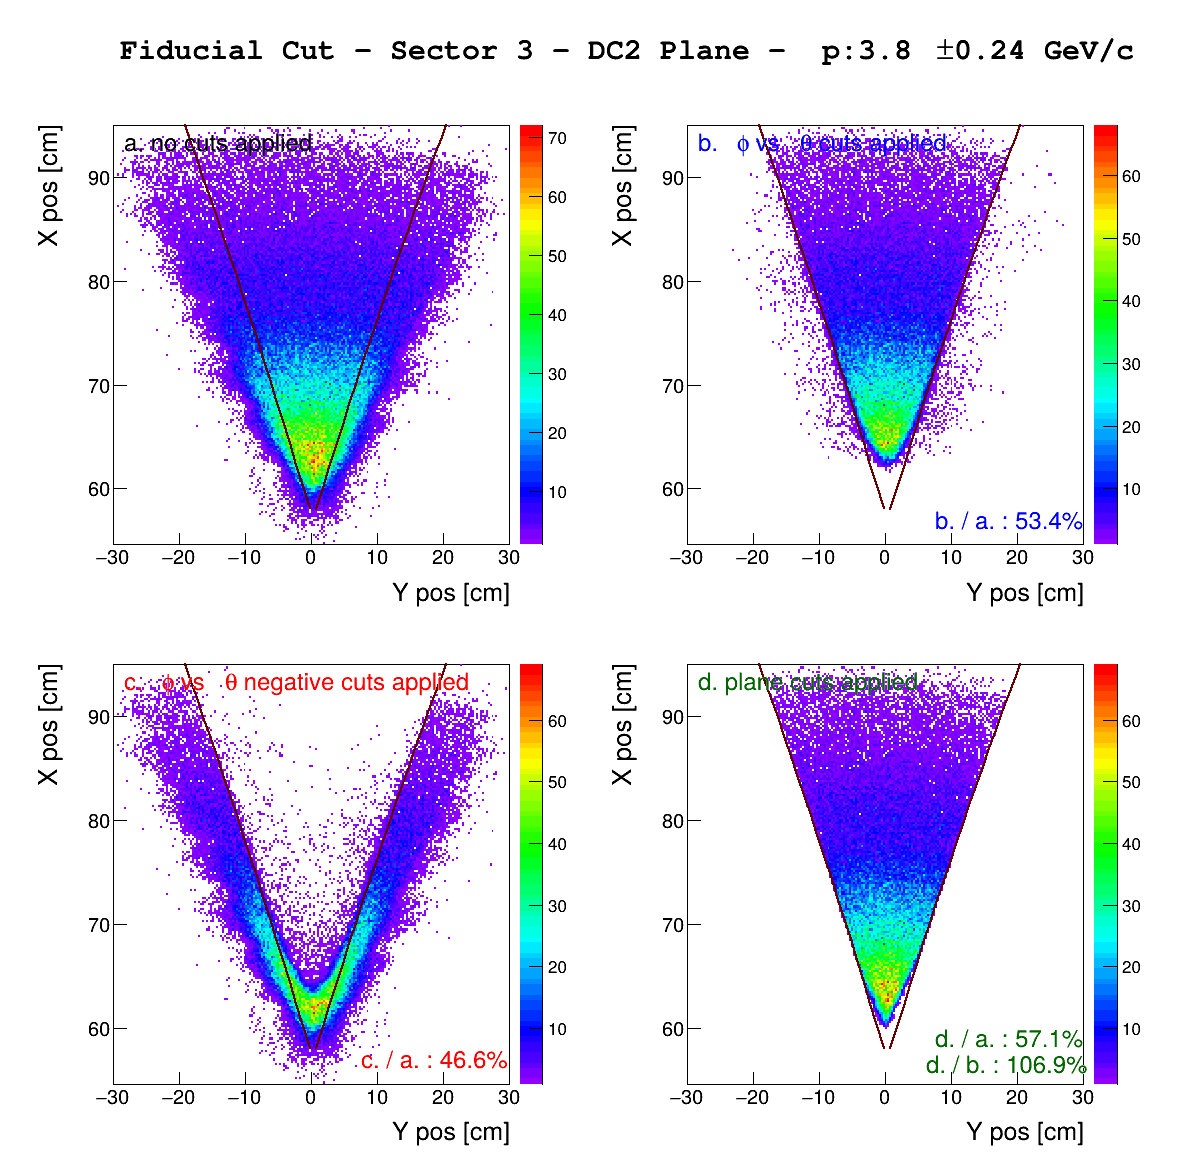 Fiducial Cut – Sector 3 – DC2 Plane – p:3.8 ±0.24 GeV/c
a. no cuts applied
X pos [cm]
90
80
70
60
−30 −20 −10 0 10 20 30
Y pos [cm]
70
60
50
40
30
20
10
b. ϕ vs. θ cuts applied
X pos [cm]
90
80
70
60
b. / a. : 53.4%
−30 −20 −10 0 10 20 30
Y pos [cm]
60
50
40
30
20
10
c. ϕ vs θ negative cuts applied
X pos [cm]
90
80
70
60
c. / a. : 46.6%
−30 −20 −10 0 10 20 30
Y pos [cm]
60
50
40
30
20
10
d. plane cuts applied
X pos [cm]
90
80
70
60
d. / a. : 57.1%
d. / b. : 106.9%
−30 −20 −10 0 10 20 30
Y pos [cm]
60
50
40
30
20
10